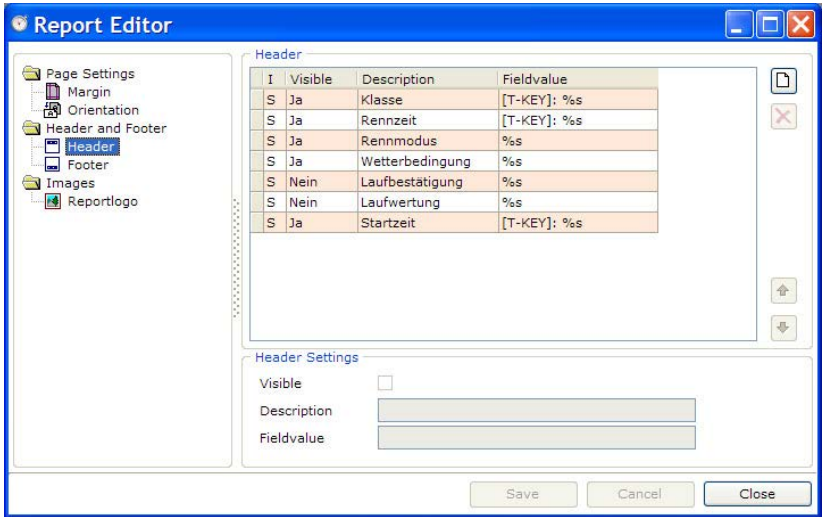 Report Editor
Page Settings
Margin
Orientation
Header and Footer
Header
Footer
Images
Reportlogo
Header
I Visible Description Fieldvalue
S Ja Klasse [T-KEY]: %s
S Ja Rennzeit [T-KEY]: %s
S Ja Rennmodus %s
S Ja Wetterbedingung %s
S Nein Laufbestätigung %s
S Nein Laufwertung %s
S Ja Startzeit [T-KEY]: %s
Header Settings
Visible
Description
Fieldvalue
Save Cancel Close